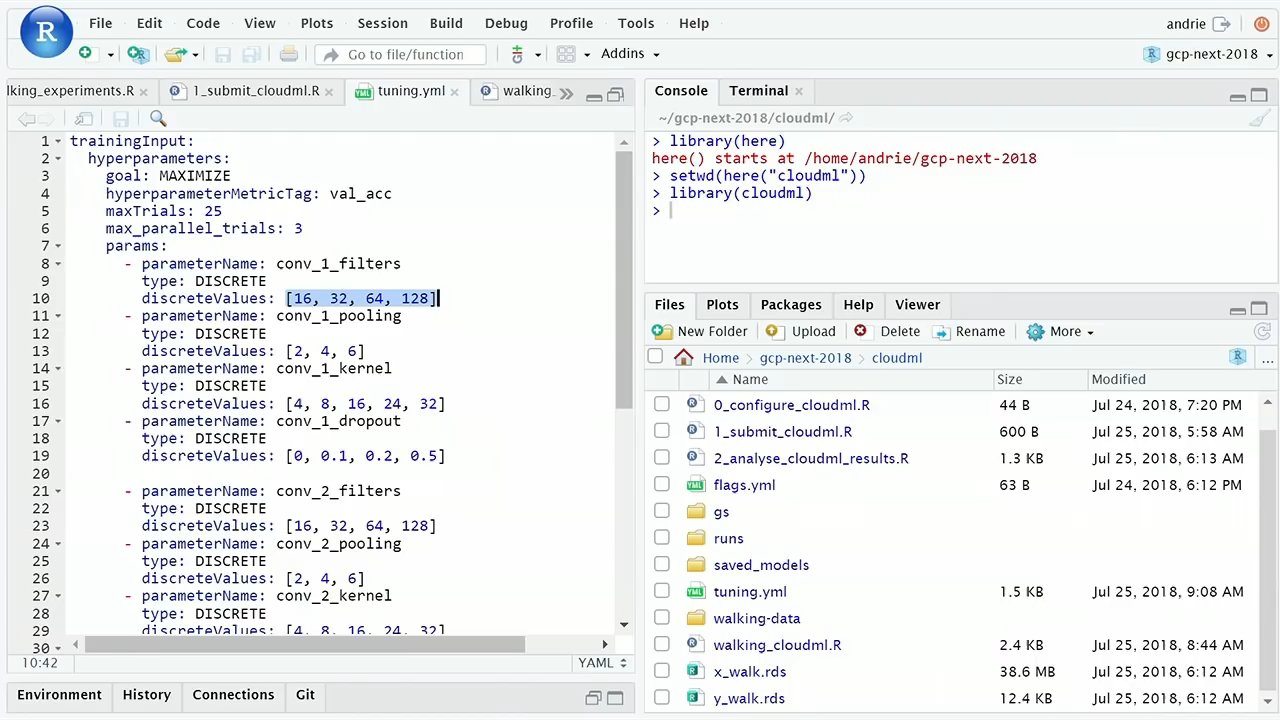 File Edit Code View Plots Session Build Debug Profile Tools Help
andrie
R
Go to file/function
Addins
gcp-next-2018
lking_experiments.R
1_submit_cloudml.R
tuning.yml
walking_
1 trainingInput:
2 hyperparameters:
3 goal: MAXIMIZE
4 hyperparameterMetricTag: val_acc
5 maxTrials: 25
6 max_parallel_trials: 3
7 params:
8 - parameterName: conv_1_filters
9 type: DISCRETE
10 discreteValues: [16, 32, 64, 128]
11 - parameterName: conv_1_pooling
12 type: DISCRETE
13 discreteValues: [2, 4, 6]
14 - parameterName: conv_1_kernel
15 type: DISCRETE
16 discreteValues: [4, 8, 16, 24, 32]
17 - parameterName: conv_1_dropout
18 type: DISCRETE
19 discreteValues: [0, 0.1, 0.2, 0.5]
20
21 - parameterName: conv_2_filters
22 type: DISCRETE
23 discreteValues: [16, 32, 64, 128]
24 - parameterName: conv_2_pooling
25 type: DISCRETE
26 discreteValues: [2, 4, 6]
27 - parameterName: conv_2_kernel
28 type: DISCRETE
29 discreteValues: [4, 8, 16, 24, 32]
30
10:42
YAML
Environment History Connections Git
Console Terminal
~/gcp-next-2018/cloudml/
> library(here)
here() starts at /home/andrie/gcp-next-2018
> setwd(here("cloudml"))
> library(cloudml)
>
Files Plots Packages Help Viewer
New Folder Upload Delete Rename More
Home > gcp-next-2018 > cloudml
...
Name Size Modified
0_configure_cloudml.R 44 B Jul 24, 2018, 7:20 PM
1_submit_cloudml.R 600 B Jul 25, 2018, 5:58 AM
2_analyse_cloudml_results.R 1.3 KB Jul 25, 2018, 6:13 AM
flags.yml 63 B Jul 24, 2018, 6:12 PM
gs
runs
saved_models
tuning.yml 1.5 KB Jul 25, 2018, 9:08 AM
walking-data
walking_cloudml.R 2.4 KB Jul 25, 2018, 8:44 AM
x_walk.rds 38.6 MB Jul 25, 2018, 6:12 AM
y_walk.rds 12.4 KB Jul 25, 2018, 6:12 AM